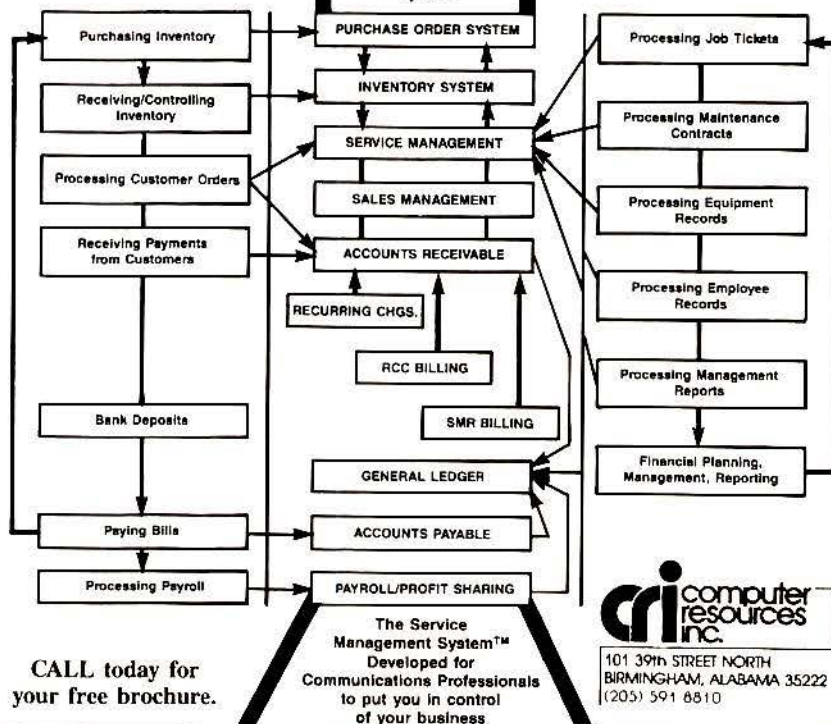 Purchasing Inventory
Receiving/Controlling
Inventory
Processing Customer Orders
Receiving Payments
from Customers
Bank Deposits
Paying Bills
Processing Payroll
PURCHASE ORDER SYSTEM
INVENTORY SYSTEM
SERVICE MANAGEMENT
SALES MANAGEMENT
ACCOUNTS RECEIVABLE
RECURRING CHGS.
RCC BILLING
SMR BILLING
GENERAL LEDGER
ACCOUNTS PAYABLE
PAYROLL/PROFIT SHARING
Processing Job Tickets
Processing Maintenance
Contracts
Processing Equipment
Records
Processing Employee
Records
Processing Management
Reports
Financial Planning,
Management, Reporting
CALL today for
your free brochure.
The Service
Management System™
Developed for
Communications Professionals
to put you in control
of your business
cri computer
resources
inc.
101 39th STREET NORTH
BIRMINGHAM, ALABAMA 35222
(205) 591 8810